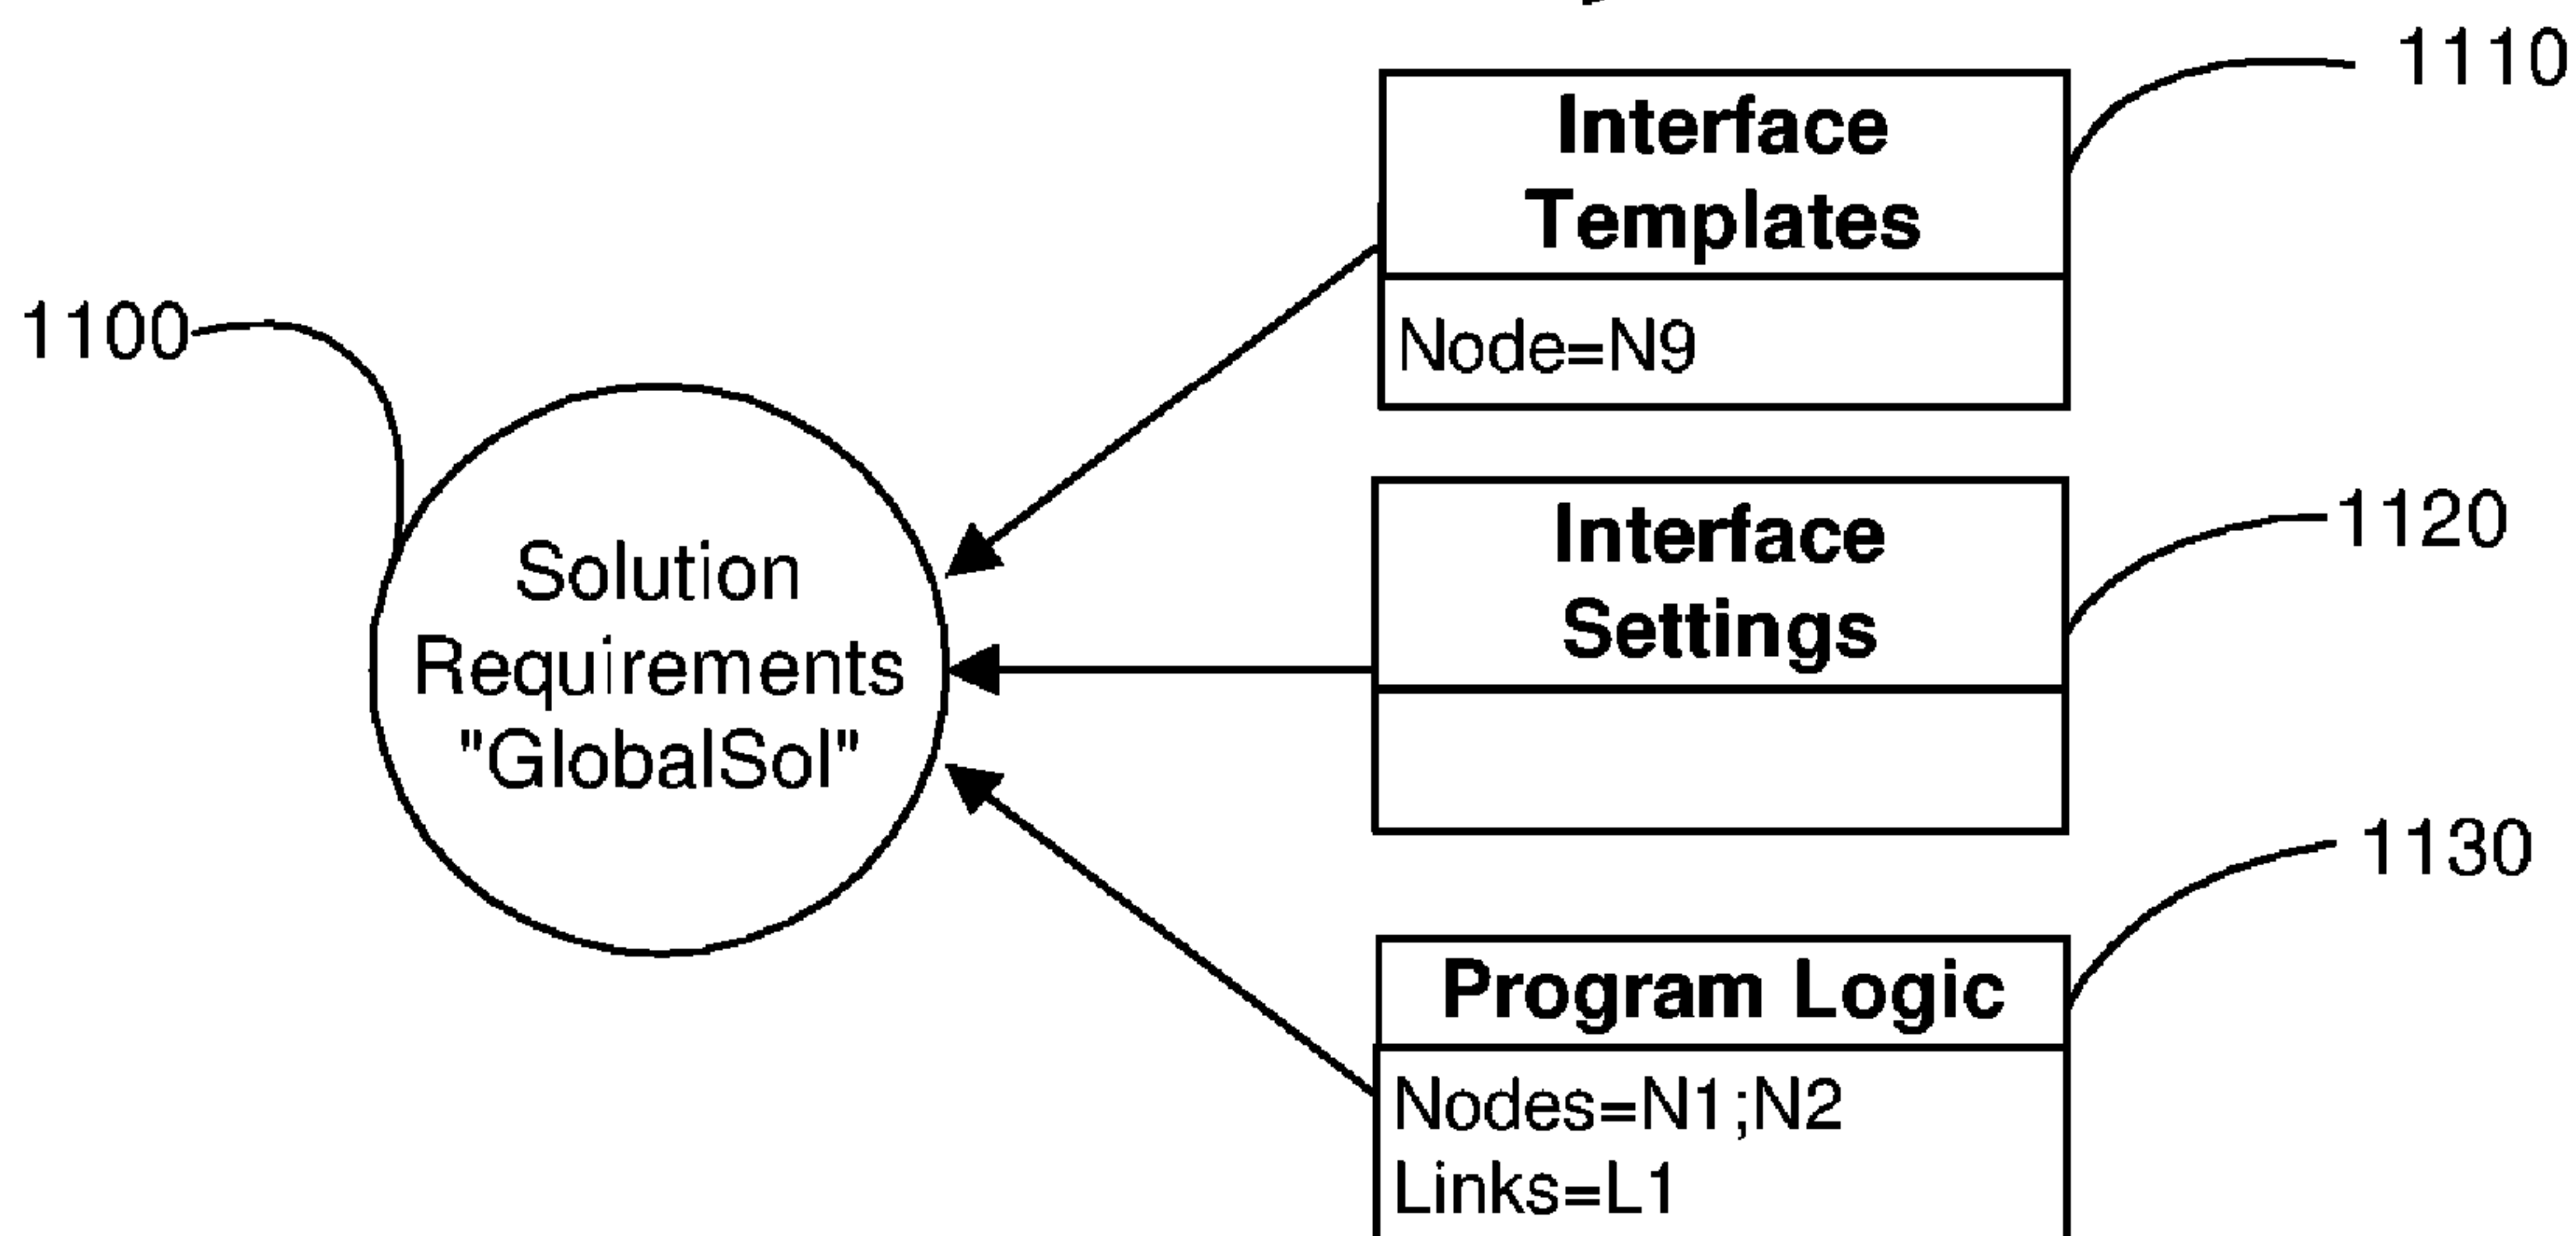 1110
Interface
Templates
Node=N9
1100
Solution
Requirements
"GlobalSol"
Interface
Settings
1120
1130
Program Logic
Nodes=N1;N2
Links=L1